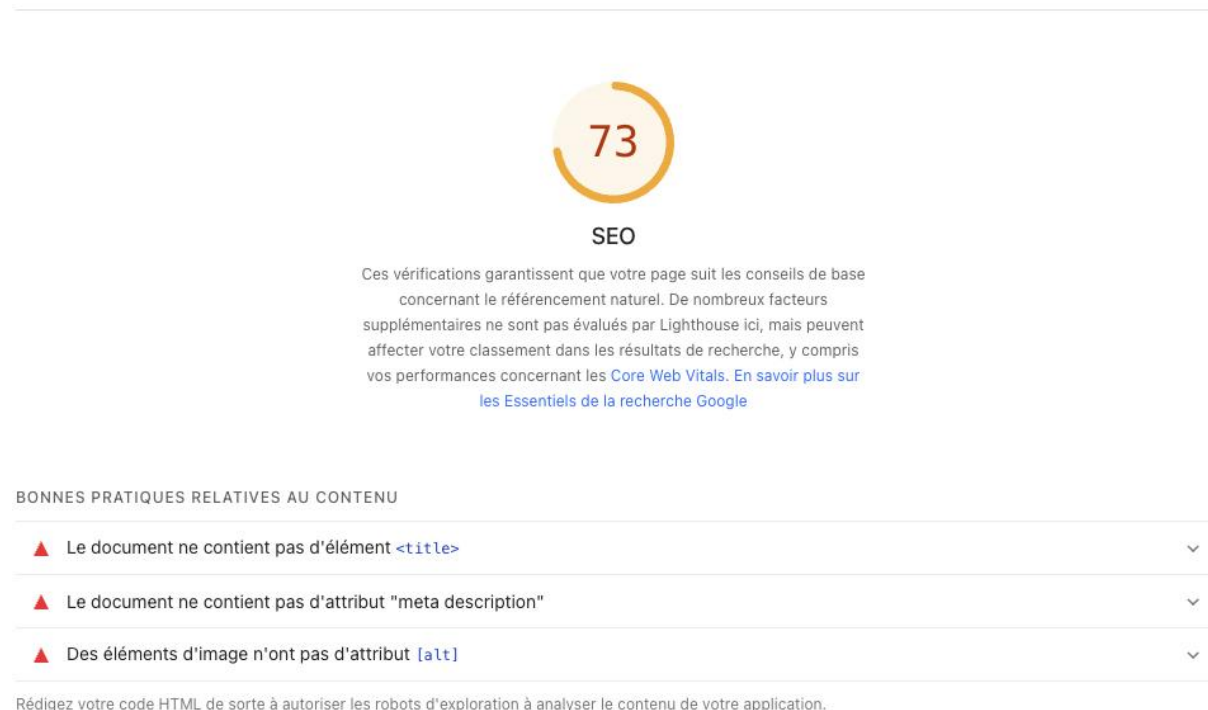 73
SEO
Ces vérifications garantissent que votre page suit les conseils de base
concernant le référencement naturel. De nombreux facteurs
supplémentaires ne sont pas évalués par Lighthouse ici, mais peuvent
affecter votre classement dans les résultats de recherche, y compris
vos performances concernant les Core Web Vitals. En savoir plus sur
les Essentiels de la recherche Google
BONNES PRATIQUES RELATIVES AU CONTENU
Le document ne contient pas d'élément <title>
Le document ne contient pas d'attribut "meta description"
Des éléments d'image n'ont pas d'attribut [alt]
Rédigez votre code HTML de sorte à autoriser les robots d'exploration à analyser le contenu de votre application.